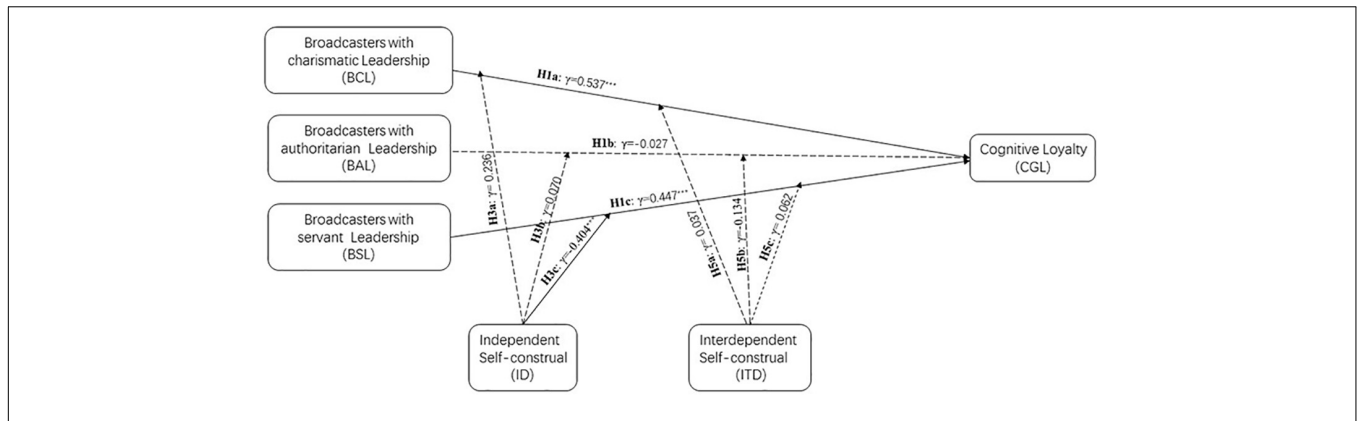 Broadcasters with
charismatic Leadership
(BCL)
H1a: γ=0.537***
Broadcasters with
authoritarian Leadership
(BAL)
H1b: γ=-0.027
Cognitive Loyalty
(CGL)
Broadcasters with
servant Leadership
(BSL)
H1c: γ=0.447***
H3a: γ= 0.236
H3b: γ=0.070
H3c: γ=-0.404***
H5a: γ= 0.037
H5b: γ=-0.134
H5c: γ= 0.062
Independent
Self-construal
(ID)
Interdependent
Self-construal
(ITD)